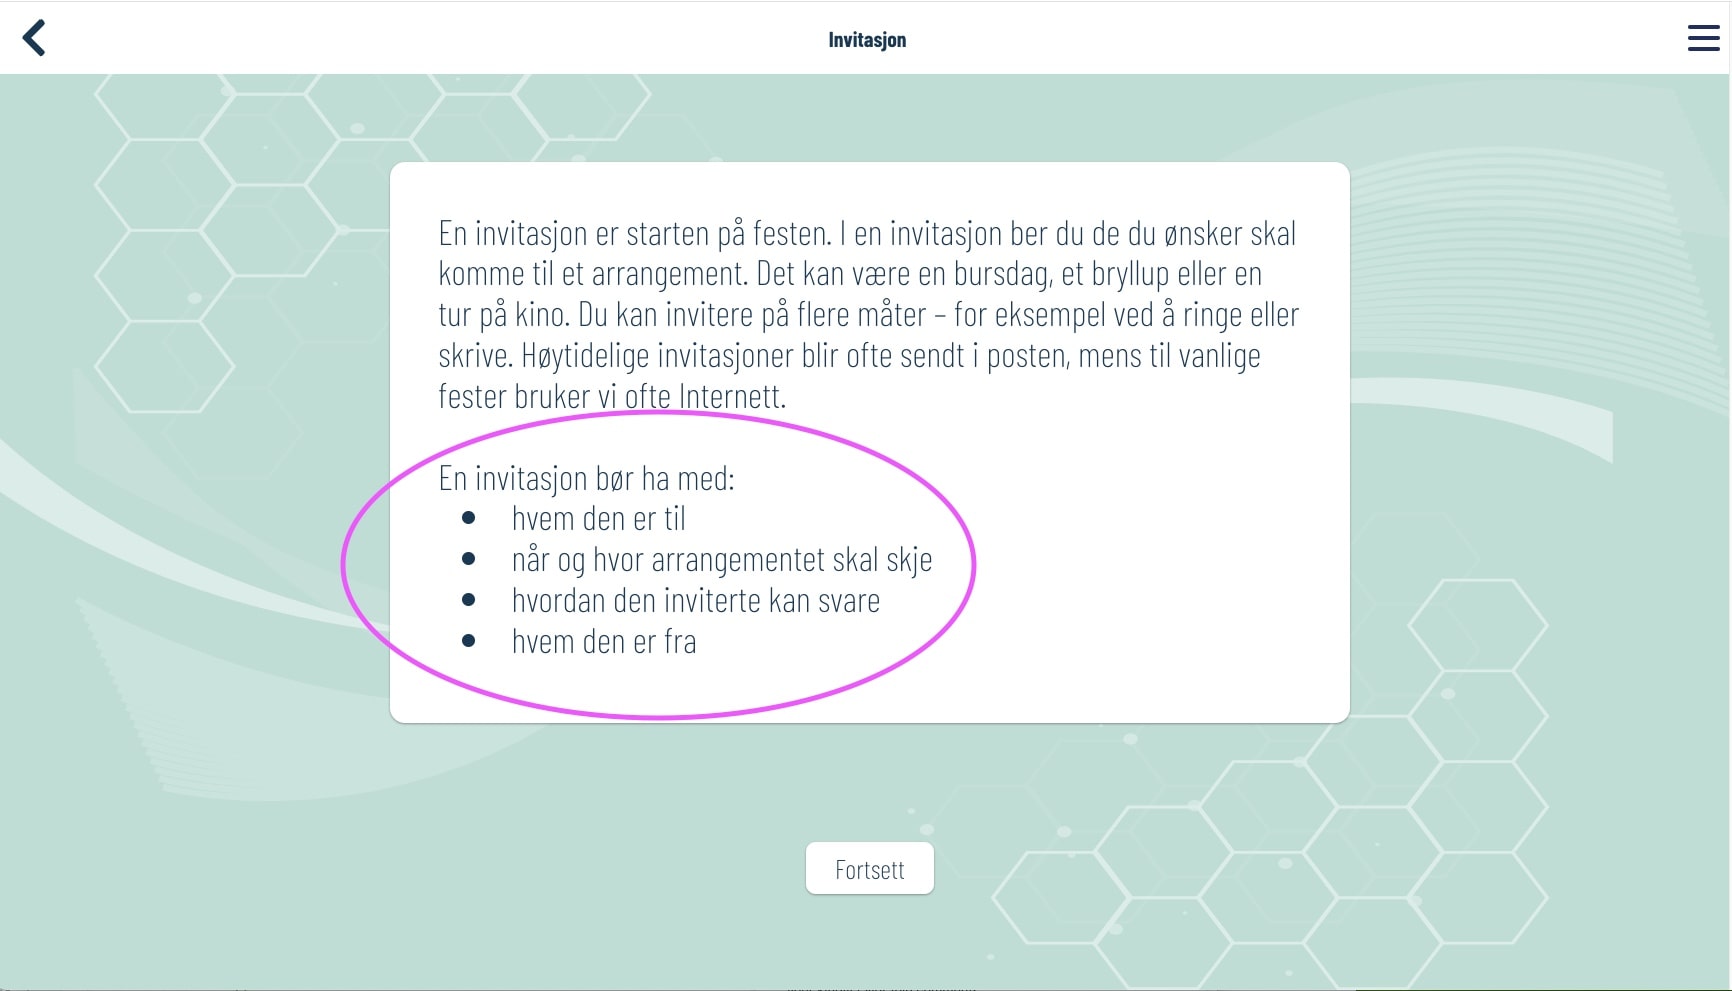 Invitasjon
En invitasjon er starten på festen. I en invitasjon ber du de du ønsker skal
komme til et arrangement. Det kan være en bursdag, et bryllup eller en
tur på kino. Du kan invitere på flere måter – for eksempel ved å ringe eller
skrive. Høytidelige invitasjoner blir ofte sendt i posten, mens til vanlige
fester bruker vi ofte Internett.
En invitasjon bør ha med:
● hvem den er til
● når og hvor arrangementet skal skje
● hvordan den inviterte kan svare
● hvem den er fra
Fortsett